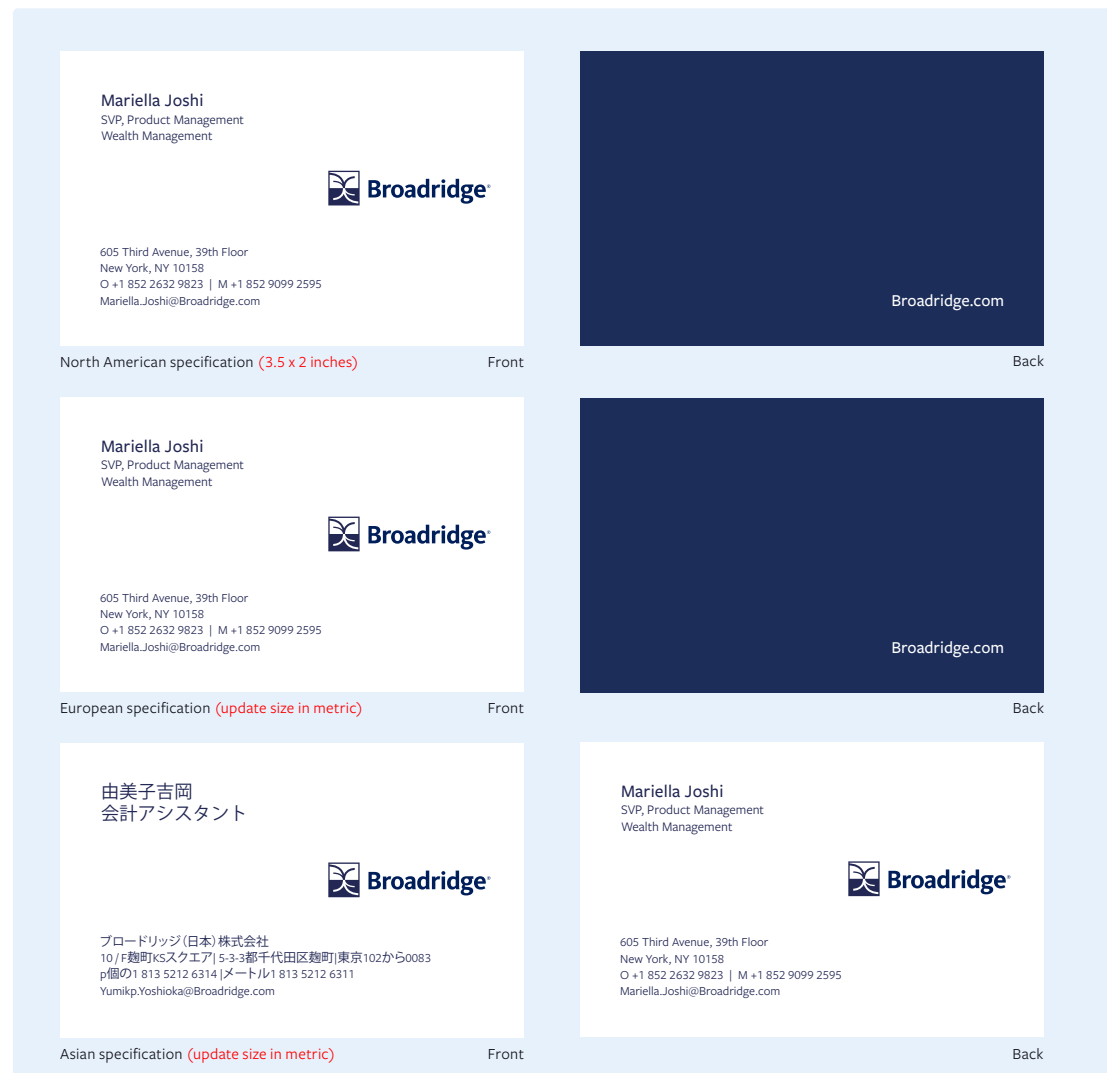 Mariella Joshi
SVP, Product Management
Wealth Management
Broadridge®
605 Third Avenue, 39th Floor
New York, NY 10158
O +1 852 2632 9823 | M +1 852 9099 2595
Mariella.Joshi@Broadridge.com
Broadridge.com
North American specification (3.5 x 2 inches)
Front
Back
Mariella Joshi
SVP, Product Management
Wealth Management
Broadridge®
605 Third Avenue, 39th Floor
New York, NY 10158
O +1 852 2632 9823 | M +1 852 9099 2595
Mariella.Joshi@Broadridge.com
Broadridge.com
European specification (update size in metric)
Front
Back
由美子吉岡
会計アシスタント
Broadridge®
ブロードリッジ（日本）株式会社
10 / F麹町KSスクエア| 5-3-3都千代田区麹町|東京102から0083
p個の1 813 5212 6314 |メートル1 813 5212 6311
Yumikp.Yoshioka@Broadridge.com
Mariella Joshi
SVP, Product Management
Wealth Management
Broadridge®
605 Third Avenue, 39th Floor
New York, NY 10158
O +1 852 2632 9823 | M +1 852 9099 2595
Mariella.Joshi@Broadridge.com
Asian specification (update size in metric)
Front
Back